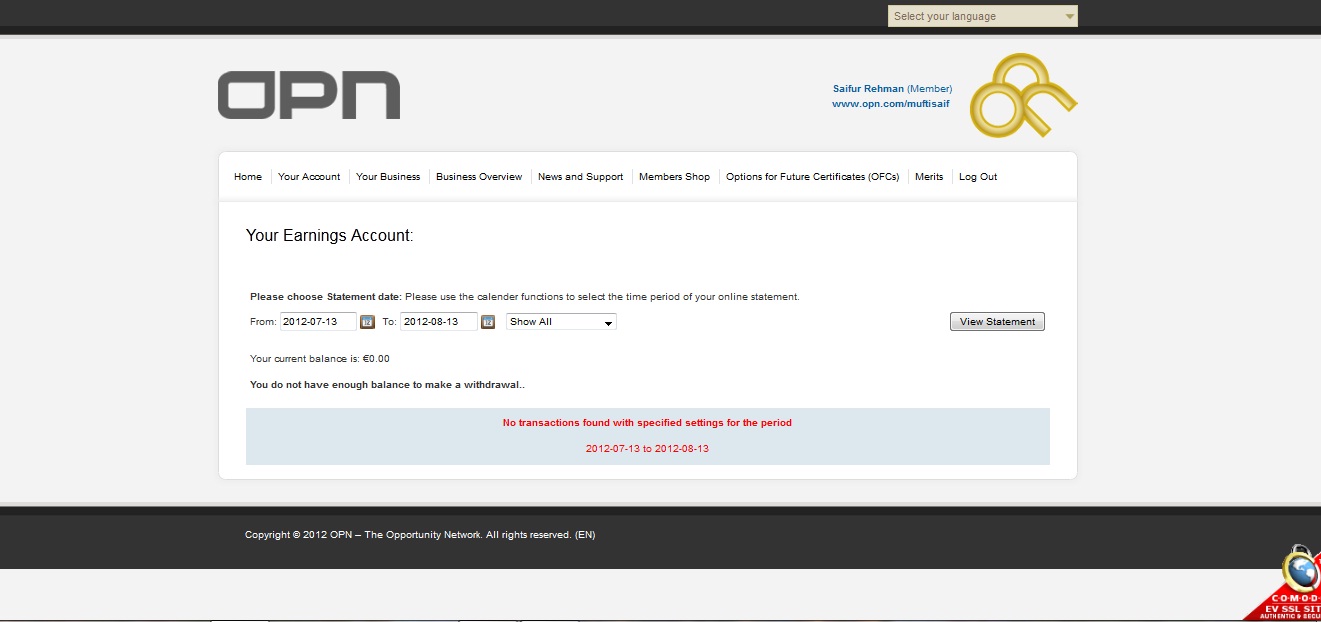 Select your language
OPN
Saifur Rehman (Member)
www.opn.com/muftisaif
Home Your Account Your Business Business Overview News and Support Members Shop Options for Future Certificates (OFCs) Merits Log Out
Your Earnings Account:
Please choose Statement date: Please use the calender functions to select the time period of your online statement.
From: 2012-07-13 12 To: 2012-08-13 12 Show All View Statement
Your current balance is: €0.00
You do not have enough balance to make a withdrawal..
No transactions found with specified settings for the period
2012-07-13 to 2012-08-13
Copyright © 2012 OPN – The Opportunity Network. All rights reserved. (EN)
C·O·M·O·D
EV SSL SIT
AUTHENTIC & SECU